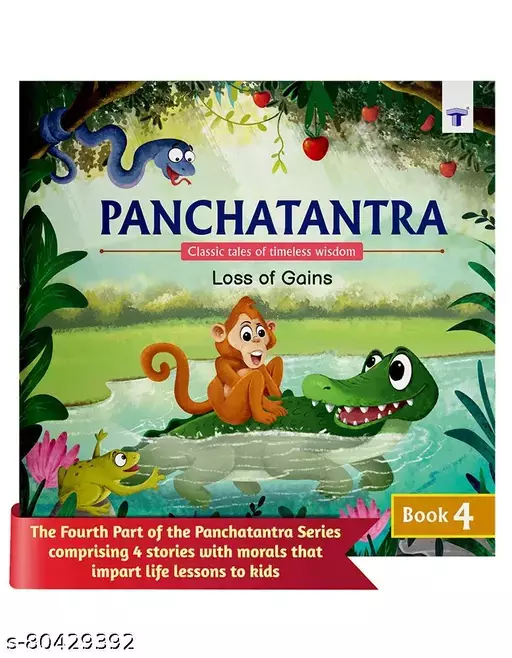 T
PANCHATANTRA
Classic tales of timeless wisdom
Loss of Gains
Book 4
The Fourth Part of the Panchatantra Series
comprising 4 stories with morals that
impart life lessons to kids
s-80429392